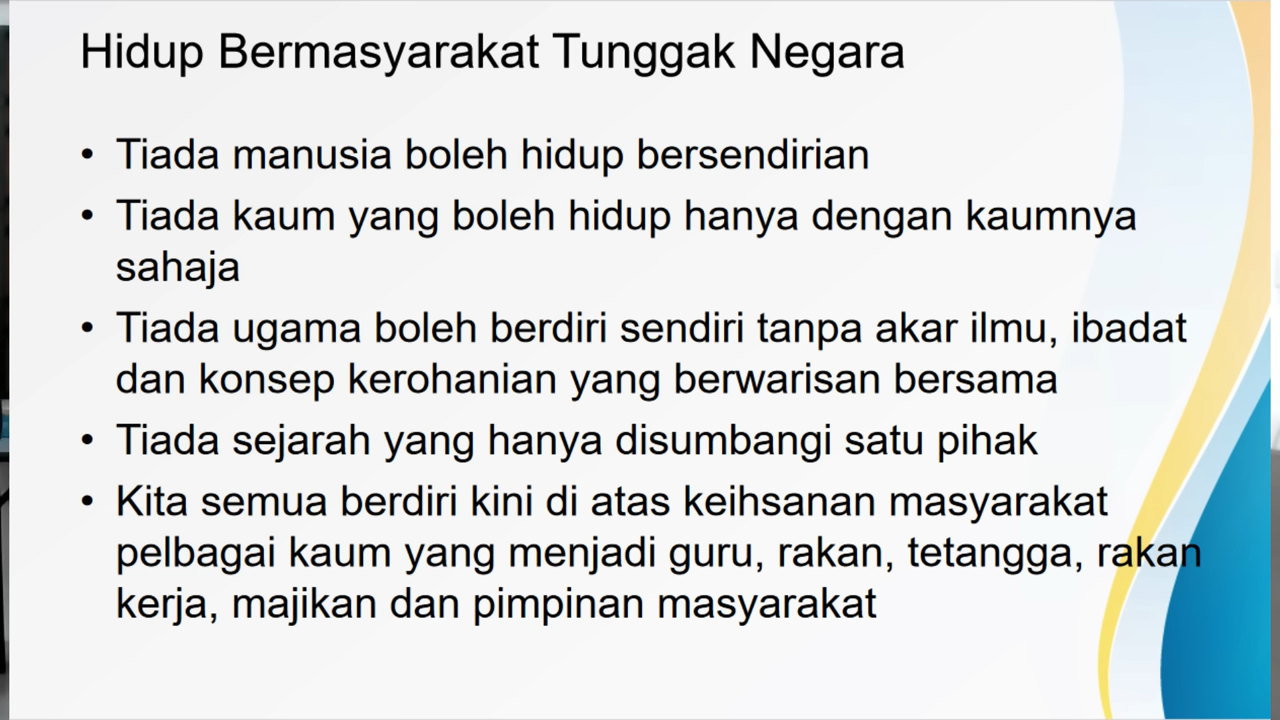 Hidup Bermasyarakat Tunggak Negara
• Tiada manusia boleh hidup bersendirian
• Tiada kaum yang boleh hidup hanya dengan kaumnya
sahaja
• Tiada ugama boleh berdiri sendiri tanpa akar ilmu, ibadat
dan konsep kerohanian yang berwarisan bersama
• Tiada sejarah yang hanya disumbangi satu pihak
• Kita semua berdiri kini di atas keihsanan masyarakat
pelbagai kaum yang menjadi guru, rakan, tetangga, rakan
kerja, majikan dan pimpinan masyarakat